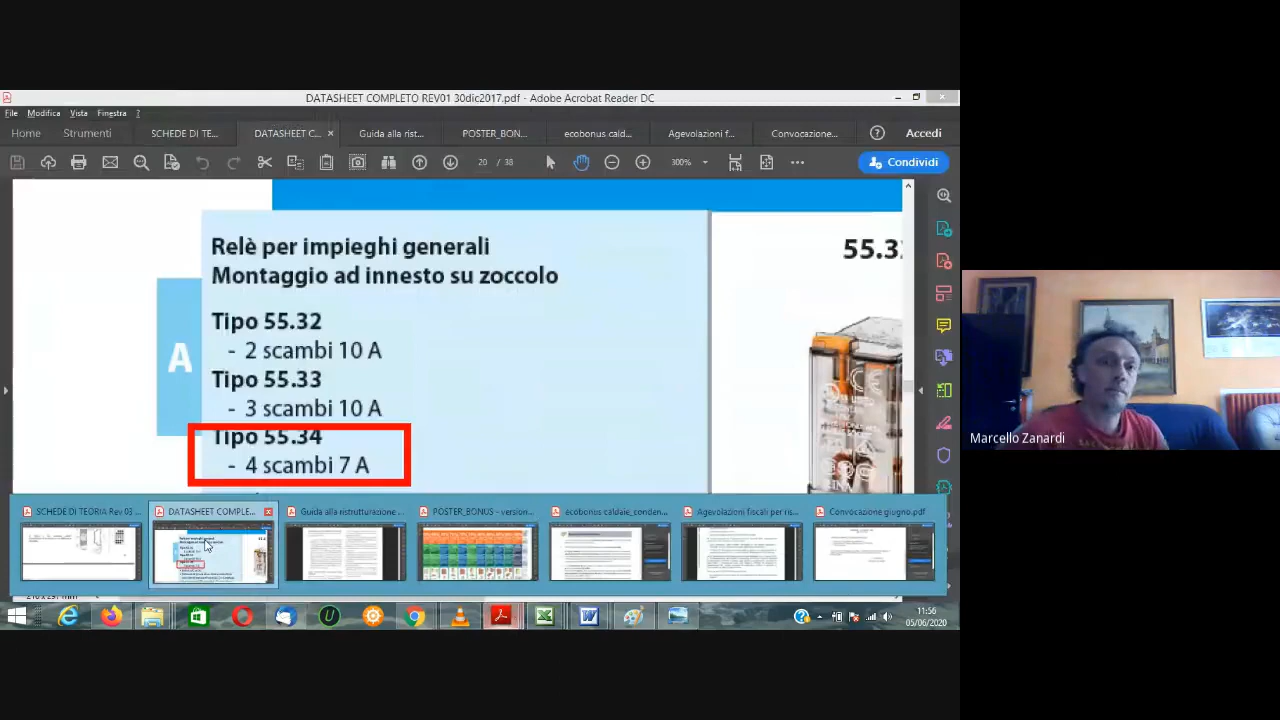 DATASHEET COMPLETO REV01 30dic2017.pdf - Adobe Acrobat Reader DC
File Modifica Vista Finestra ?
Home Strumenti SCHEDE DI TE... DATASHEET C... × Guida alla rist... POSTER_BON... ecobonus cald... Agevolazioni f... Convocazione... Accedi
20 / 38 300% Condividi
Relè per impieghi generali
Montaggio ad innesto su zoccolo
55.3
A
Tipo 55.32
- 2 scambi 10 A
Tipo 55.33
- 3 scambi 10 A
Tipo 55.34
- 4 scambi 7 A
Marcello Zanardi
SCHEDE DI TEORIA Rev 03 ... DATASHEET COMPLE... Guida alla ristrutturazione ... POSTER_BONUS - version... ecobonus caldaie_conden... Agevolazioni fiscali per ris... Convocazione giugno.pdf
11:56
05/06/2020